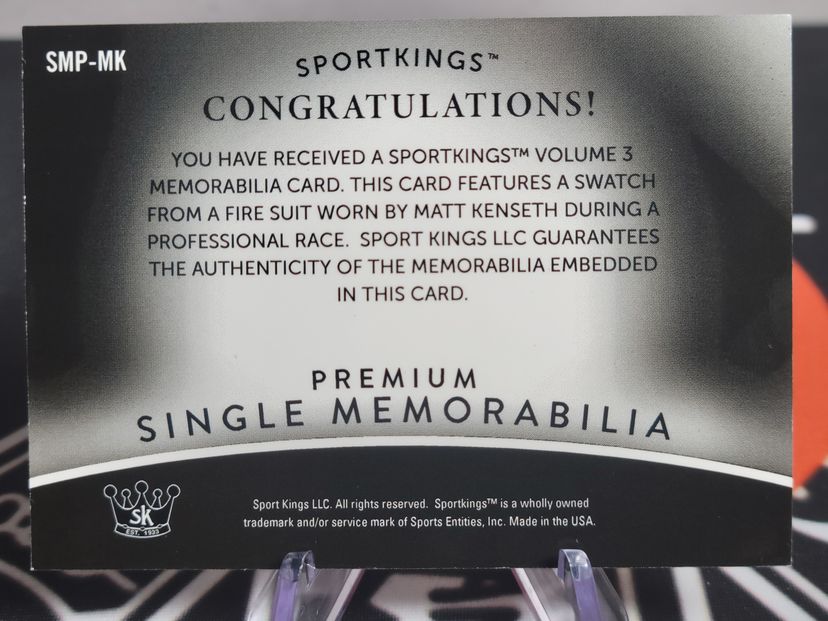 SMP-MK
SPORTKINGS™
CONGRATULATIONS!
YOU HAVE RECEIVED A SPORTKINGS™ VOLUME 3
MEMORABILIA CARD. THIS CARD FEATURES A SWATCH
FROM A FIRE SUIT WORN BY MATT KENSETH DURING A
PROFESSIONAL RACE. SPORT KINGS LLC GUARANTEES
THE AUTHENTICITY OF THE MEMORABILIA EMBEDDED
IN THIS CARD.
PREMIUM
SINGLE MEMORABILIA
SK
EST. 1933
Sport Kings LLC. All rights reserved. Sportkings™ is a wholly owned
trademark and/or service mark of Sports Entities, Inc. Made in the USA.